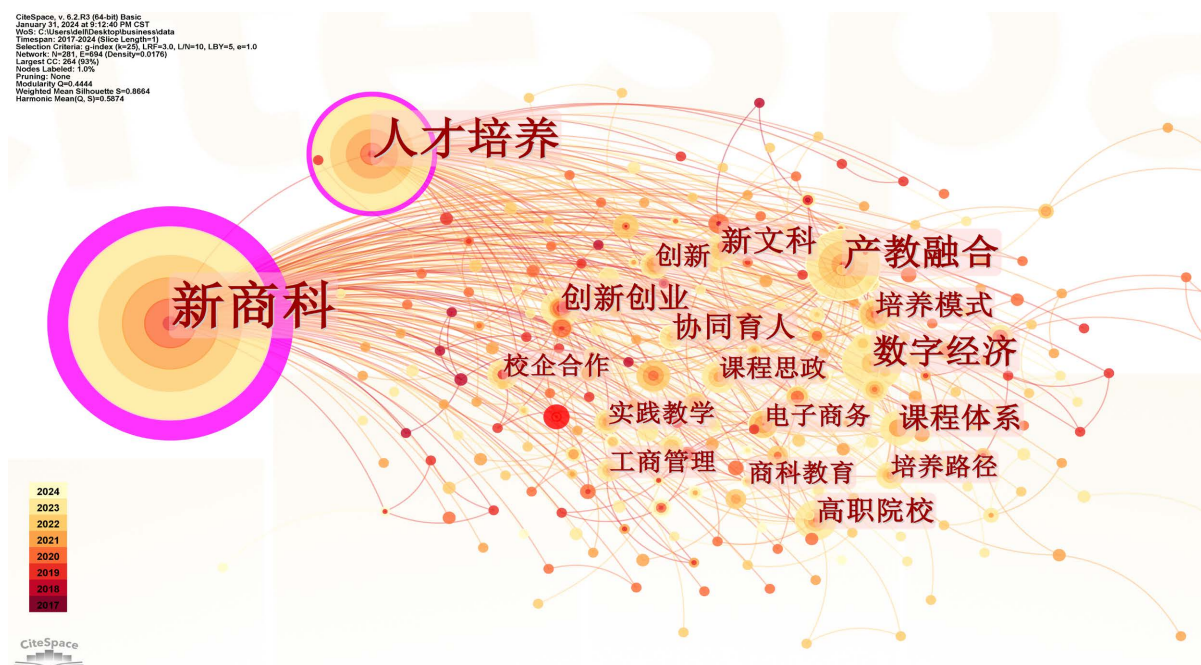 CiteSpace, v. 6.2.R3 (64-bit) Basic
January 31, 2024 at 9:12:40 PM CST
WoS: C:\Users\dell\Desktop\business\data
Timespan: 2017-2024 (Slice Length=1)
Selection Criteria: g-index (k=25), LRF=3.0, L/N=10, LBY=5, e=1.0
Network: N=281, E=694 (Density=0.0176)
Largest CC: 264 (93%)
Nodes Labeled: 1.0%
Pruning: None
Modularity Q=0.4444
Weighted Mean Silhouette S=0.8664
Harmonic Mean(Q, S)=0.5874
人才培养
新商科
新文科
创新
产教融合
创新创业
培养模式
协同育人
数字经济
校企合作
课程思政
实践教学
电子商务
课程体系
工商管理
商科教育
培养路径
高职院校
2024
2023
2022
2021
2020
2019
2018
2017
CiteSpace